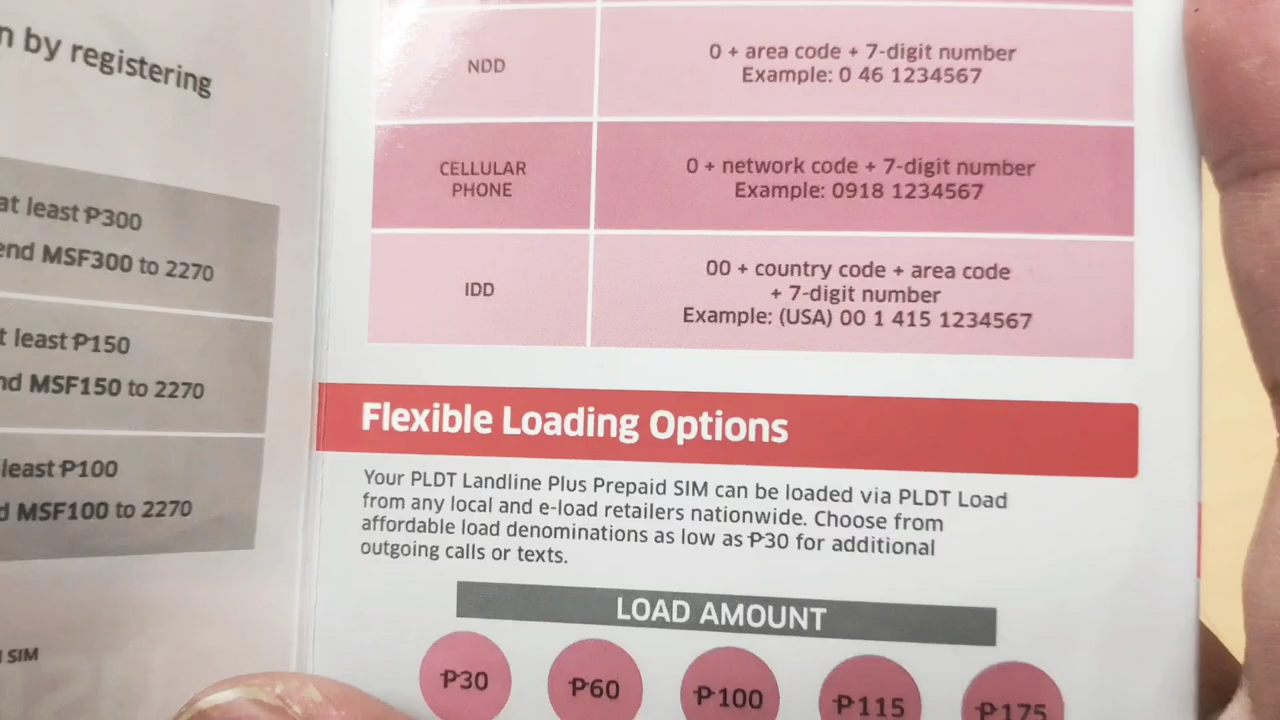 n by registering
at least ₱300
end MSF300 to 2270
t least ₱150
nd MSF150 to 2270
least ₱100
d MSF100 to 2270
SIM
NDD
0 + area code + 7-digit number
Example: 0 46 1234567
CELLULAR
PHONE
0 + network code + 7-digit number
Example: 0918 1234567
IDD
00 + country code + area code
+ 7-digit number
Example: (USA) 00 1 415 1234567
Flexible Loading Options
Your PLDT Landline Plus Prepaid SIM can be loaded via PLDT Load
from any local and e-load retailers nationwide. Choose from
affordable load denominations as low as ₱30 for additional
outgoing calls or texts.
LOAD AMOUNT
₱30
₱60
₱100
₱115
₱175